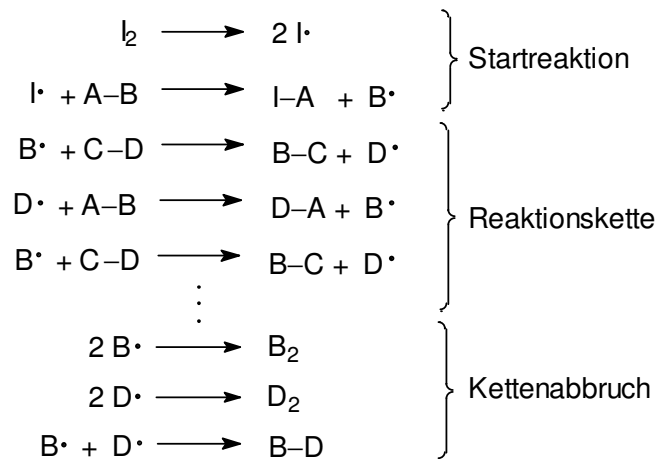 I₂ ⟶ 2 I•
Startreaktion
I• + A–B ⟶ I–A + B•
B• + C–D ⟶ B–C + D•
D• + A–B ⟶ D–A + B•
Reaktionskette
B• + C–D ⟶ B–C + D•
2 B• ⟶ B₂
2 D• ⟶ D₂
Kettenabbruch
B• + D• ⟶ B–D